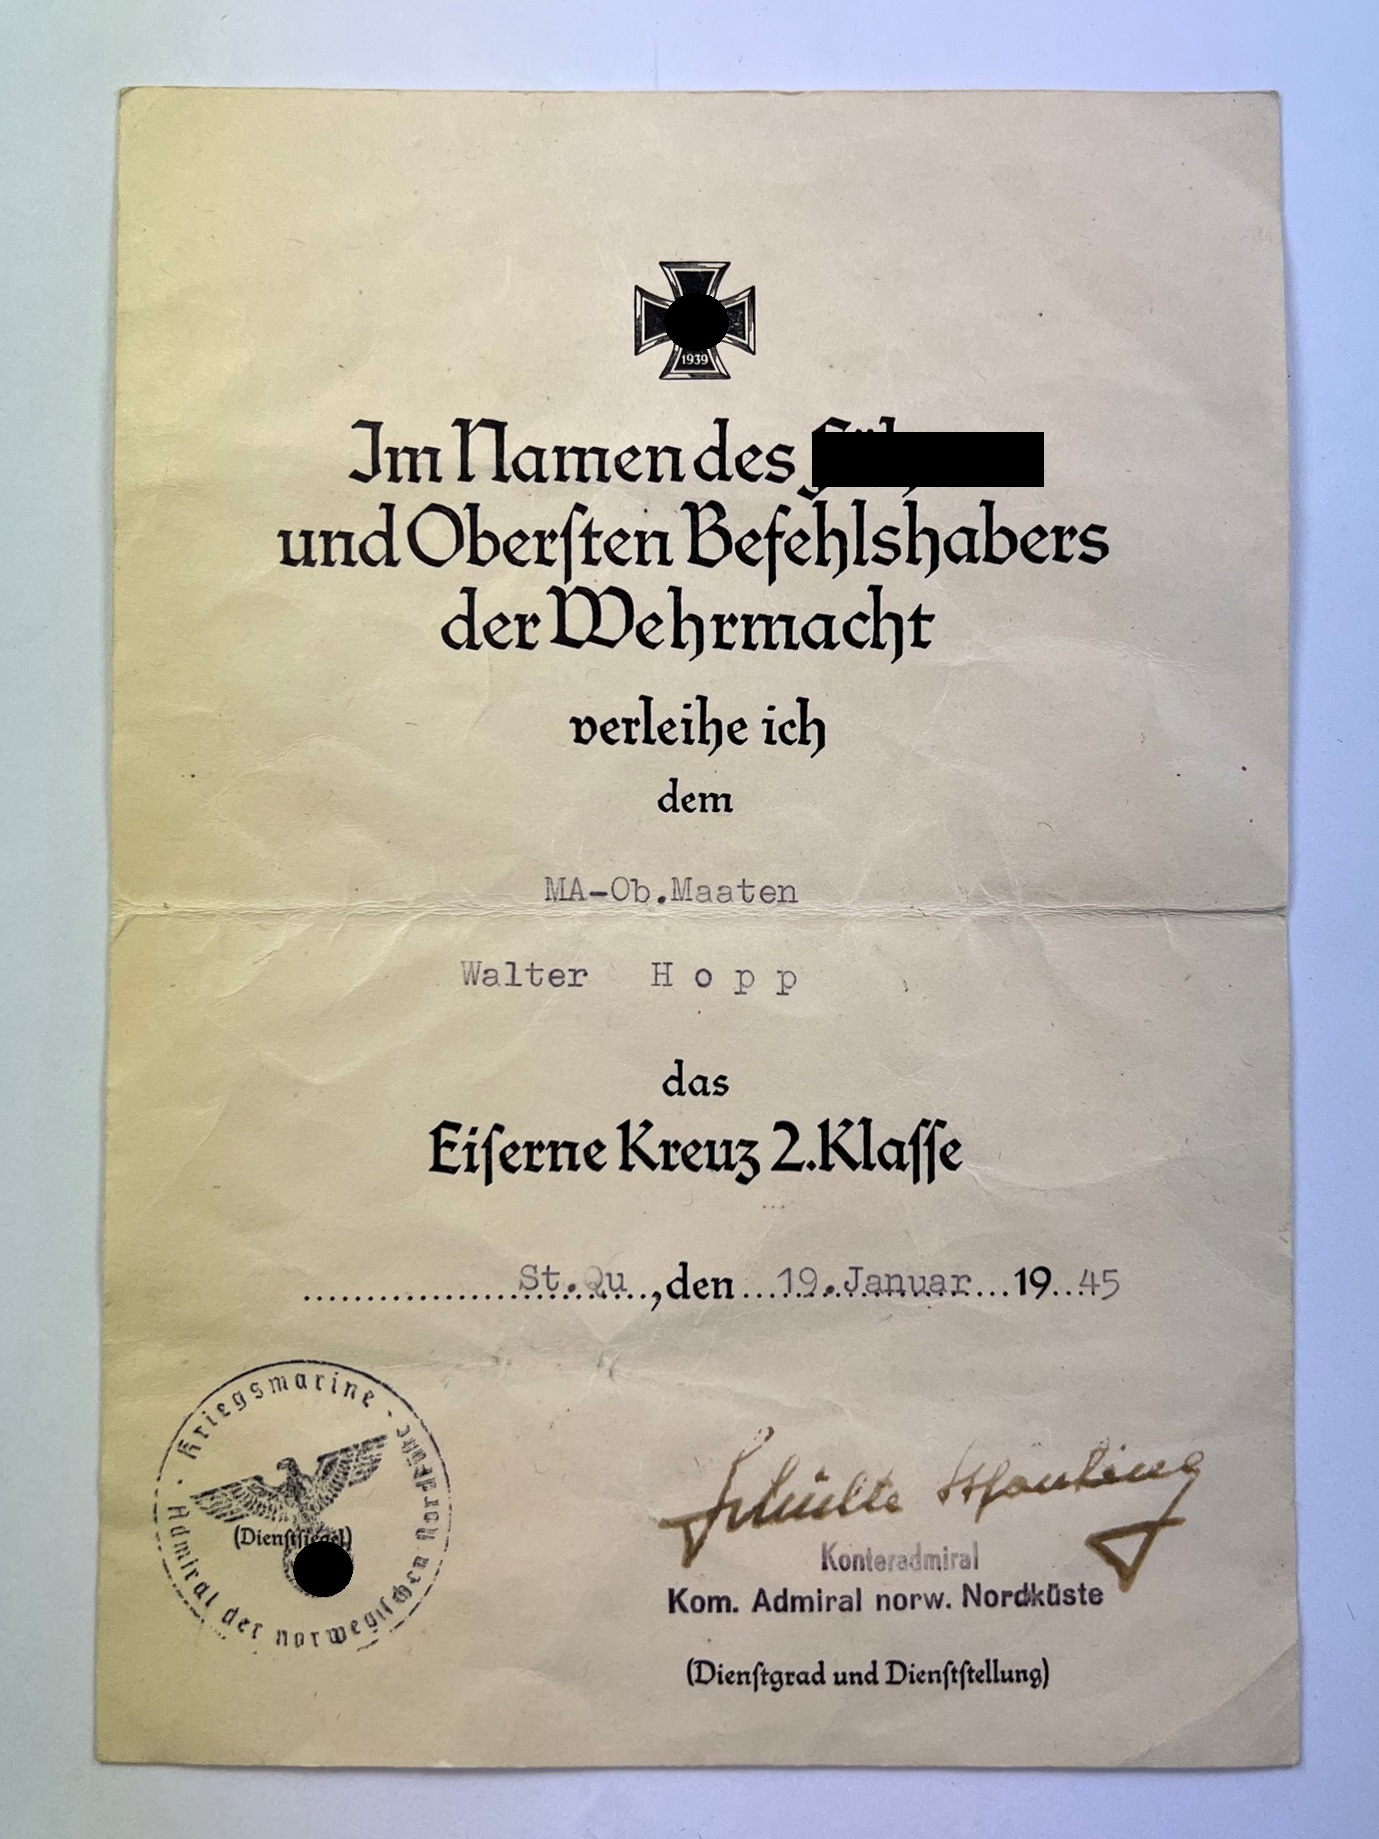 1939
Im Namen des
und Oberſten Befehlshabers
der Wehrmacht
verleihe ich
dem
MA-Ob.Maaten
Walter Hopp
das
Eiſerne Kreuz 2.Klaſſe
St.Qu, den 19.Januar 1945
Kriegsmarine
Admiral der norwegiſchen Nordküſte
(Dienſtſiegel)
Konteradmiral
Kom. Admiral norw. Nordküste
(Dienſtgrad und Dienſtſtellung)